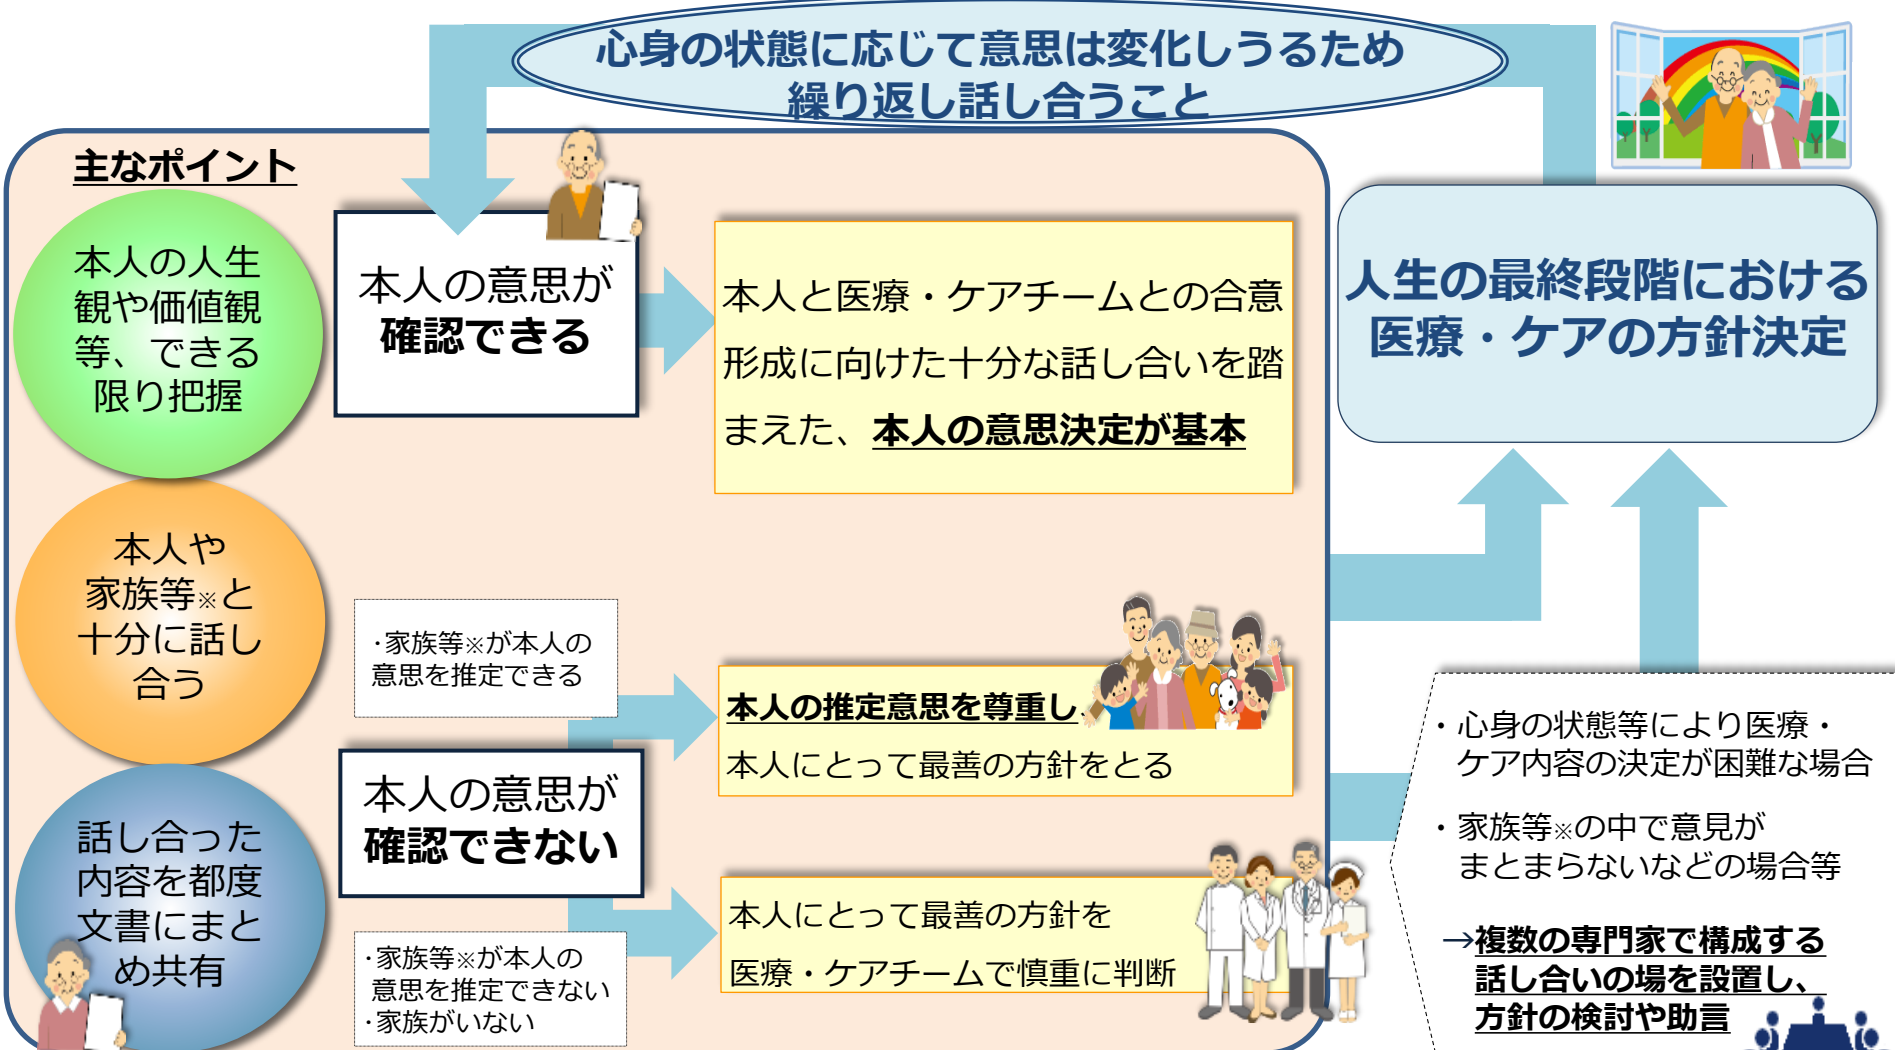 心身の状態に応じて意思は変化しうるため
繰り返し話し合うこと
主なポイント
本人の人生
観や価値観
等、できる
限り把握
本人や
家族等※と
十分に話し
合う
話し合った
内容を都度
文書にまと
め共有
本人の意思が
確認できる
本人と医療・ケアチームとの合意
形成に向けた十分な話し合いを踏
まえた、本人の意思決定が基本
・家族等※が本人の
意思を推定できる
本人の推定意思を尊重し、
本人にとって最善の方針をとる
本人の意思が
確認できない
・家族等※が本人の
意思を推定できない
・家族がいない
本人にとって最善の方針を
医療・ケアチームで慎重に判断
人生の最終段階における
医療・ケアの方針決定
・心身の状態等により医療・
ケア内容の決定が困難な場合
・家族等※の中で意見が
まとまらないなどの場合等
→複数の専門家で構成する
話し合いの場を設置し、
方針の検討や助言